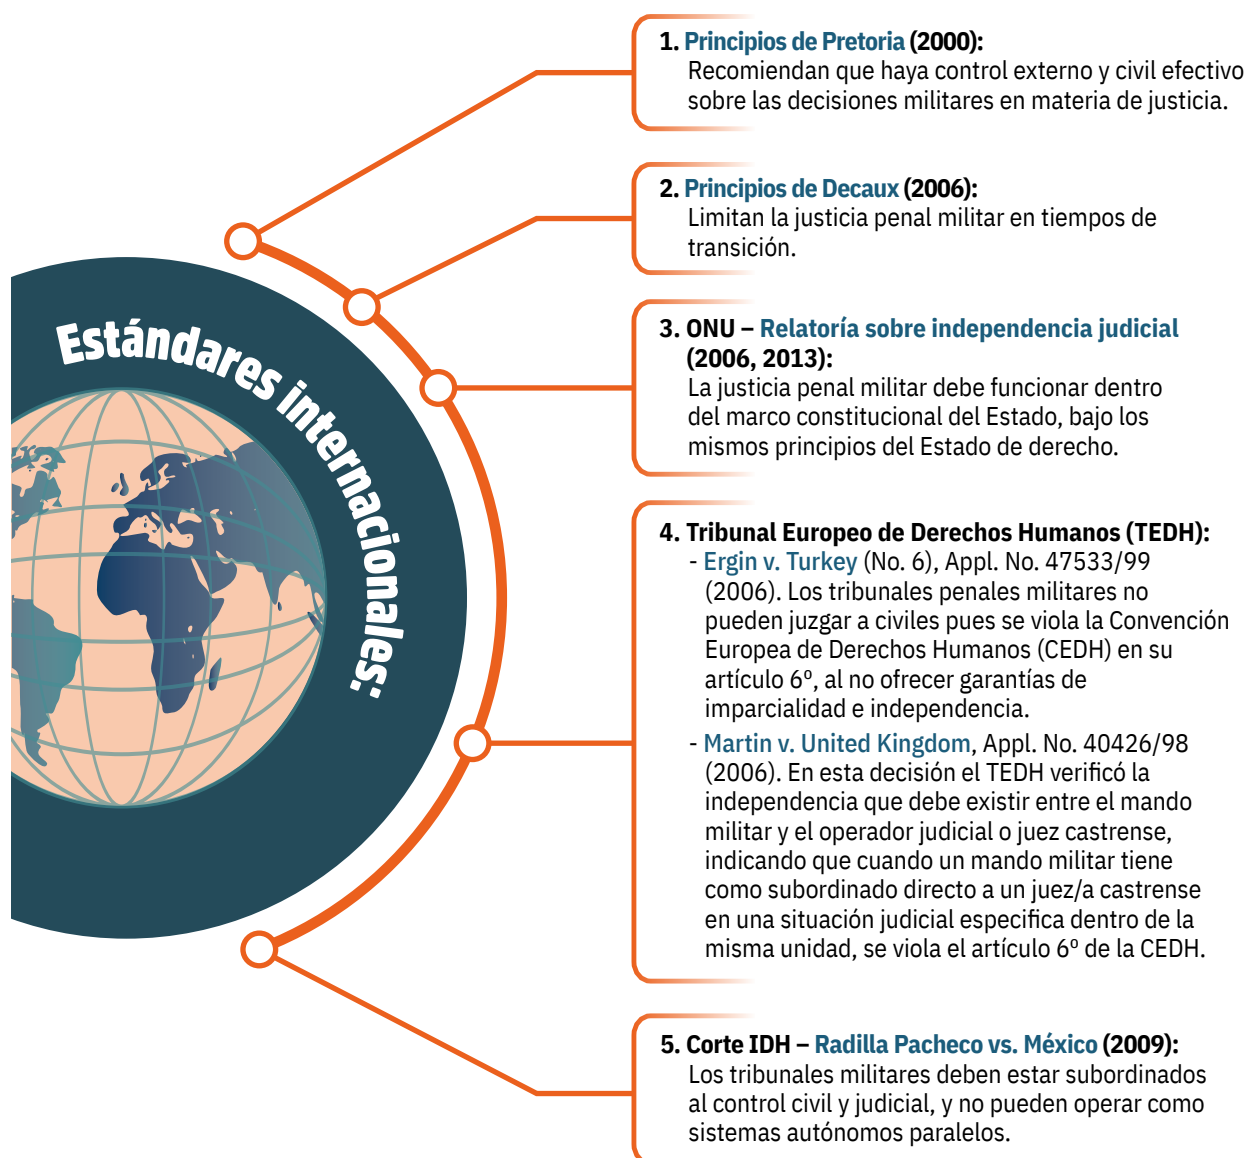 Estándares internacionales:
1. Principios de Pretoria (2000):
Recomiendan que haya control externo y civil efectivo
sobre las decisiones militares en materia de justicia.
2. Principios de Decaux (2006):
Limitan la justicia penal militar en tiempos de
transición.
3. ONU – Relatoría sobre independencia judicial
(2006, 2013):
La justicia penal militar debe funcionar dentro
del marco constitucional del Estado, bajo los
mismos principios del Estado de derecho.
4. Tribunal Europeo de Derechos Humanos (TEDH):
- Ergin v. Turkey (No. 6), Appl. No. 47533/99
(2006). Los tribunales penales militares no
pueden juzgar a civiles pues se viola la Convención
Europea de Derechos Humanos (CEDH) en su
artículo 6º, al no ofrecer garantías de
imparcialidad e independencia.
- Martin v. United Kingdom, Appl. No. 40426/98
(2006). En esta decisión el TEDH verificó la
independencia que debe existir entre el mando
militar y el operador judicial o juez castrense,
indicando que cuando un mando militar tiene
como subordinado directo a un juez/a castrense
en una situación judicial especifica dentro de la
misma unidad, se viola el artículo 6º de la CEDH.
5. Corte IDH – Radilla Pacheco vs. México (2009):
Los tribunales militares deben estar subordinados
al control civil y judicial, y no pueden operar como
sistemas autónomos paralelos.